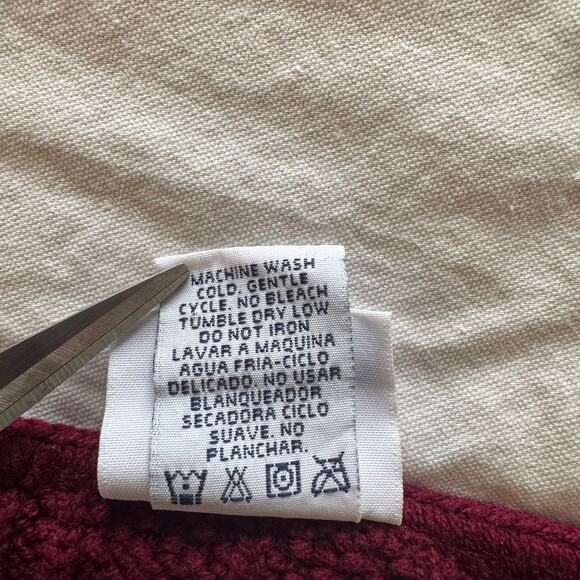 MACHINE WASH
COLD. GENTLE
CYCLE. NO BLEACH
TUMBLE DRY LOW
DO NOT IRON
LAVAR A MAQUINA
AGUA FRIA-CICLO
DELICADO. NO USAR
BLANQUEADOR
SECADORA CICLO
SUAVE. NO
PLANCHAR.